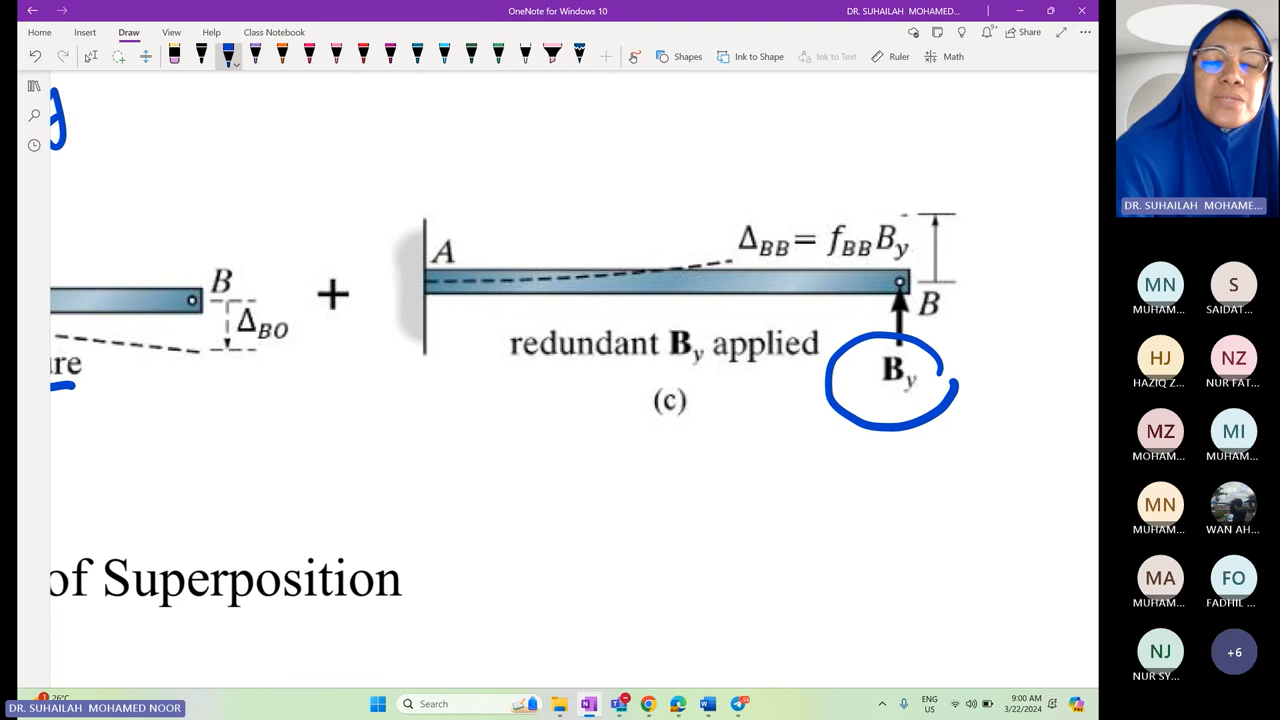 OneNote for Windows 10
DR. SUHAILAH MOHAMED...
Home Insert Draw View Help Class Notebook
9+ Share
Shapes Ink to Shape Ink to Text Ruler Math
A
Δ_BB = f_BB B_y
B
+
Δ_BO
B
redundant B_y applied
B_y
(c)
of Superposition
DR. SUHAILAH MOHAME...
MN S
MUHAM... SAIDAT...
HJ NZ
HAZIQ Z... NUR FAT...
MZ MI
MOHAM... MUHAM...
MN
MUHAM... WAN AH...
MA FO
MUHAM... FADHIL ...
NJ +6
NUR SY...
26°C
DR. SUHAILAH MOHAMED NOOR
Search
ENG
US
9:00 AM
3/22/2024